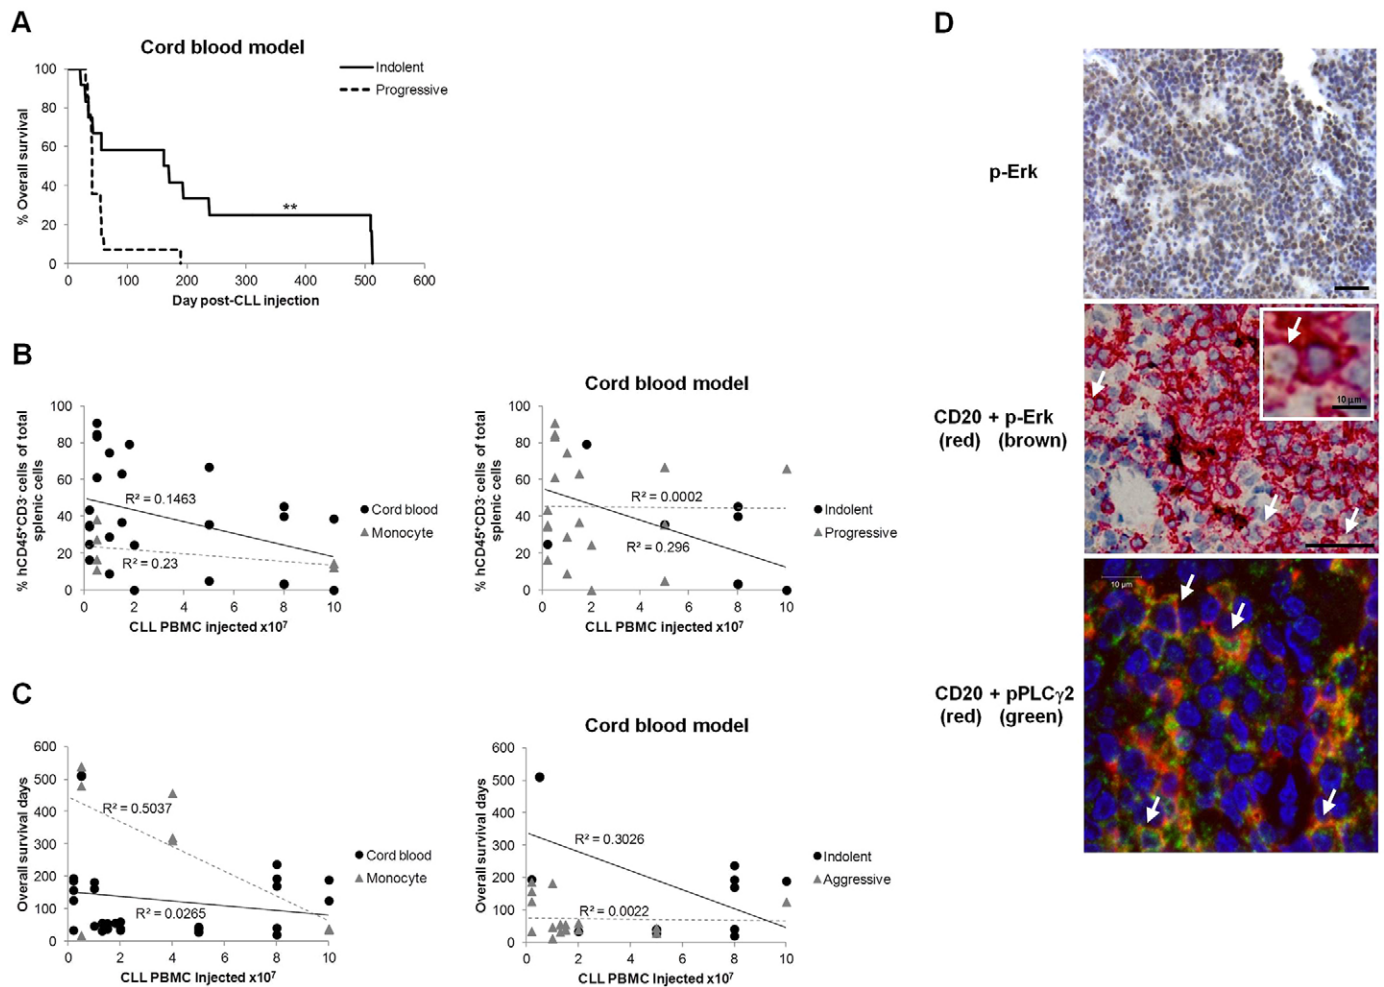 A
Cord blood model
Indolent
Progressive
% Overall survival
100
80
60
40
20
0
**
0 100 200 300 400 500 600
Day post-CLL injection
B
% hCD45⁺CD3⁻ cells of total
splenic cells
100
80
60
40
20
0
R² = 0.1463
R² = 0.23
Cord blood
Monocyte
0 2 4 6 8 10
CLL PBMC injected x10⁷
Cord blood model
% hCD45⁺CD3⁻ cells of total
splenic cells
100
80
60
40
20
0
R² = 0.0002
R² = 0.296
Indolent
Progressive
0 2 4 6 8 10
CLL PBMC injected x10⁷
C
Overall survival days
600
500
400
300
200
100
0
R² = 0.5037
R² = 0.0265
Cord blood
Monocyte
0 2 4 6 8 10
CLL PBMC Injected x10⁷
Cord blood model
Overall survival days
600
500
400
300
200
100
0
R² = 0.3026
R² = 0.0022
Indolent
Aggressive
0 2 4 6 8 10
CLL PBMC Injected x10⁷
D
p-Erk
CD20 + p-Erk
(red) (brown)
10 µm
CD20 + pPLCγ2
(red) (green)
10 µm